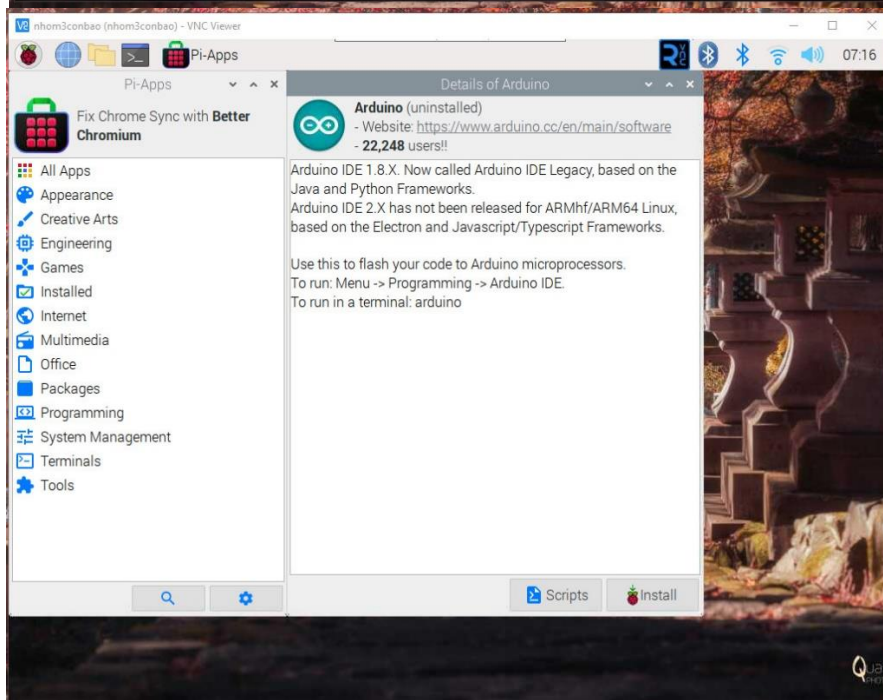 nhom3conbao (nhom3conbao) - VNC Viewer
Pi-Apps
07:16
Pi-Apps
Fix Chrome Sync with Better
Chromium
All Apps
Appearance
Creative Arts
Engineering
Games
Installed
Internet
Multimedia
Office
Packages
Programming
System Management
Terminals
Tools
Details of Arduino
Arduino (uninstalled)
- Website: https://www.arduino.cc/en/main/software
- 22,248 users!!
Arduino IDE 1.8.X. Now called Arduino IDE Legacy, based on the
Java and Python Frameworks.
Arduino IDE 2.X has not been released for ARMhf/ARM64 Linux,
based on the Electron and Javascript/Typescript Frameworks.
Use this to flash your code to Arduino microprocessors.
To run: Menu -> Programming -> Arduino IDE.
To run in a terminal: arduino
Scripts
Install